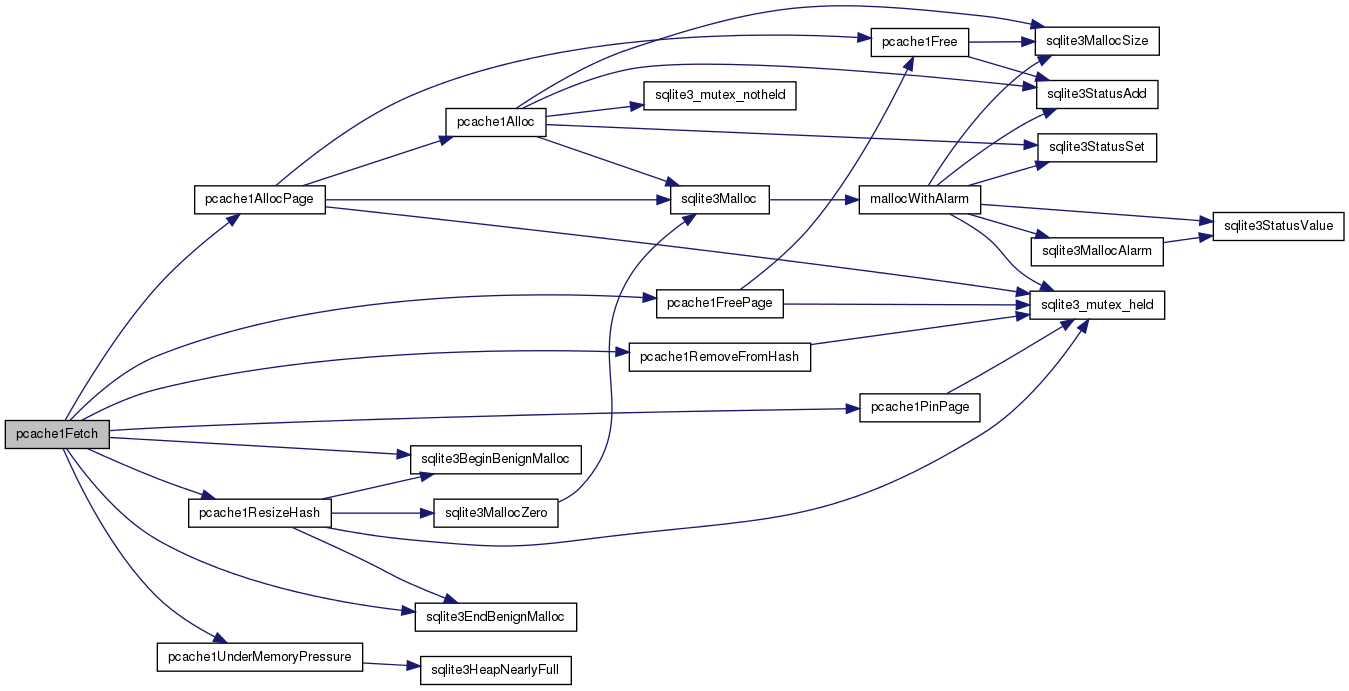 pcache1Free
sqlite3MallocSize
sqlite3_mutex_notheld
sqlite3StatusAdd
pcache1Alloc
sqlite3StatusSet
pcache1AllocPage
sqlite3Malloc
mallocWithAlarm
sqlite3StatusValue
sqlite3MallocAlarm
pcache1FreePage
sqlite3_mutex_held
pcache1RemoveFromHash
pcache1PinPage
pcache1Fetch
sqlite3BeginBenignMalloc
pcache1ResizeHash
sqlite3MallocZero
sqlite3EndBenignMalloc
pcache1UnderMemoryPressure
sqlite3HeapNearlyFull